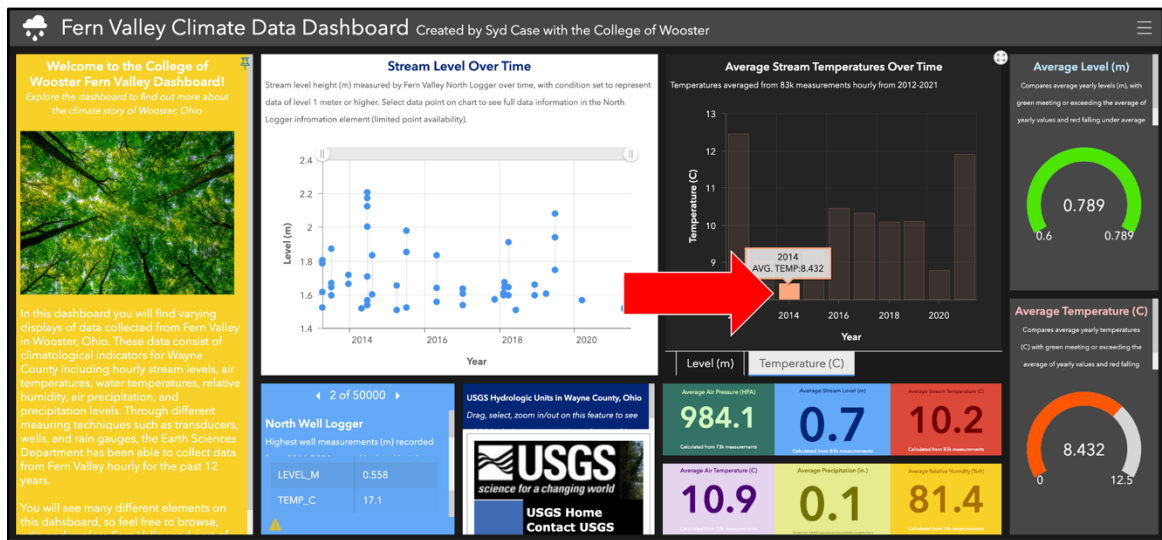 Fern Valley Climate Data Dashboard Created by Syd Case with the College of Wooster
Welcome to the College of
Wooster Fern Valley Dashboard!
Explore the dashboard to find out more about
the climate story of Wooster, Ohio
In this dashboard you will find varying
displays of data collected from Fern Valley
in Wooster, Ohio. These data consist of
climatological indicators for Wayne
County including hourly stream levels, air
temperatures, water temperatures, relative
humidity, air precipitation, and
precipitation levels. Through different
meauring techniques such as transducers,
wells, and rain gauges, the Earth Sciences
Department has been able to collect data
from Fern Valley hourly for the past 12
years.
You will see many different elements on
this dahsboard, so feel free to browse,
Stream Level Over Time
Stream level height (m) measured by Fern Valley North Logger over time, with condition set to represent
data of level 1 meter or higher. Select data point on chart to see full data information in the North
Logger infromation element (limited point availability).
2.4
2.2
2
1.8
1.6
1.4
Level (m)
2014
2016
2018
2020
Year
Average Stream Temperatures Over Time
Temperatures averaged from 83k measurements hourly from 2012-2021
13
12
11
10
9
Temperature (C)
2014
AVG. TEMP:8.432
2014
2016
2018
2020
Year
Level (m)
Temperature (C)
Average Level (m)
Compares average yearly levels (m), with
green meeting or exceeding the average of
yearly values and red falling under average
0.789
0.6
0.789
Average Temperature (C)
Compares average yearly temperatures
(C) with green meeting or exceeding the
average of yearly values and red falling
8.432
0
12.5
2 of 50000
North Well Logger
Highest well measurements (m) recorded
LEVEL_M 0.558
TEMP_C 17.1
USGS Hydrologic Units in Wayne County, Ohio
Drag, select, zoom in/out on this feature to see
USGS
science for a changing world
USGS Home
Contact USGS
Average Air Pressure (HPA)
984.1
Calculated from 73k measurements
Average Stream Level (m)
0.7
Calculated from 83k measurements
Average Stream Temperature (C)
10.2
Calculated from 83k measurements
Average Air Temperature (C)
10.9
Average Precipitation (in.)
0.1
Average Relative Humidity (%rh)
81.4